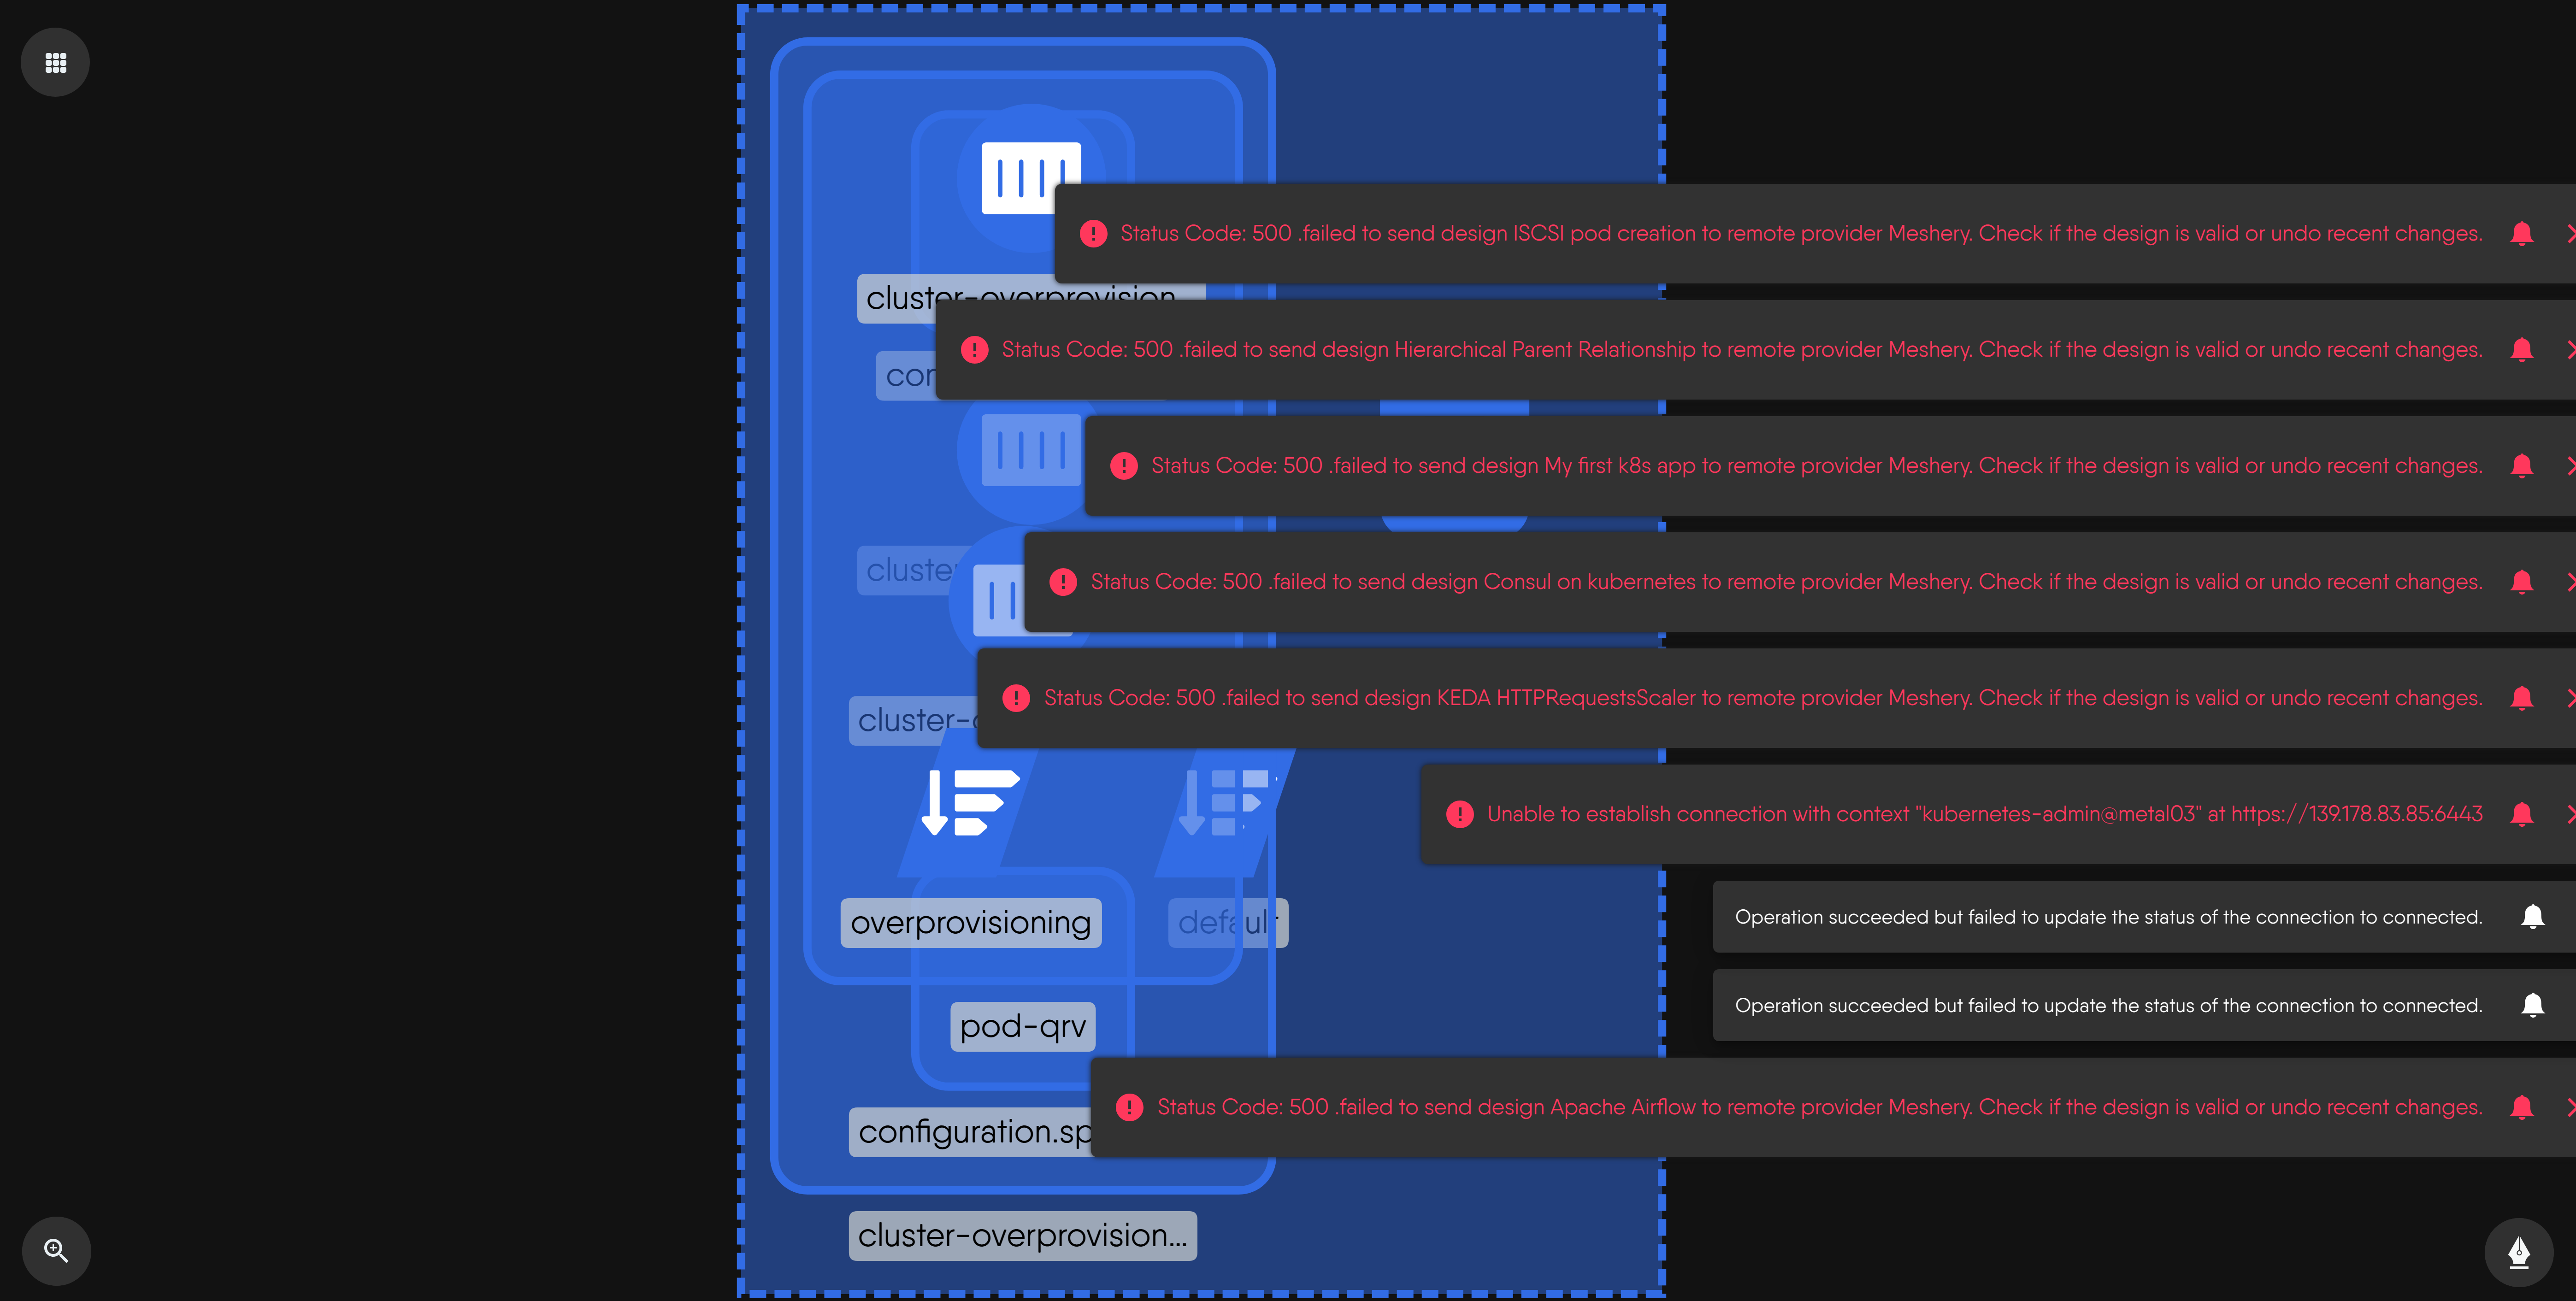 Status Code: 500 .failed to send design ISCSI pod creation to remote provider Meshery. Check if the design is valid or undo recent changes.
cluster-overprovision...
Status Code: 500 .failed to send design Hierarchical Parent Relationship to remote provider Meshery. Check if the design is valid or undo recent changes.
Status Code: 500 .failed to send design My first k8s app to remote provider Meshery. Check if the design is valid or undo recent changes.
cluster
Status Code: 500 .failed to send design Consul on kubernetes to remote provider Meshery. Check if the design is valid or undo recent changes.
Status Code: 500 .failed to send design KEDA HTTPRequestsScaler to remote provider Meshery. Check if the design is valid or undo recent changes.
cluster-
Unable to establish connection with context "kubernetes-admin@metal03" at https://139.178.83.85:6443
overprovisioning
default
Operation succeeded but failed to update the status of the connection to connected.
Operation succeeded but failed to update the status of the connection to connected.
pod-qrv
Status Code: 500 .failed to send design Apache Airflow to remote provider Meshery. Check if the design is valid or undo recent changes.
configuration.sp
cluster-overprovision...